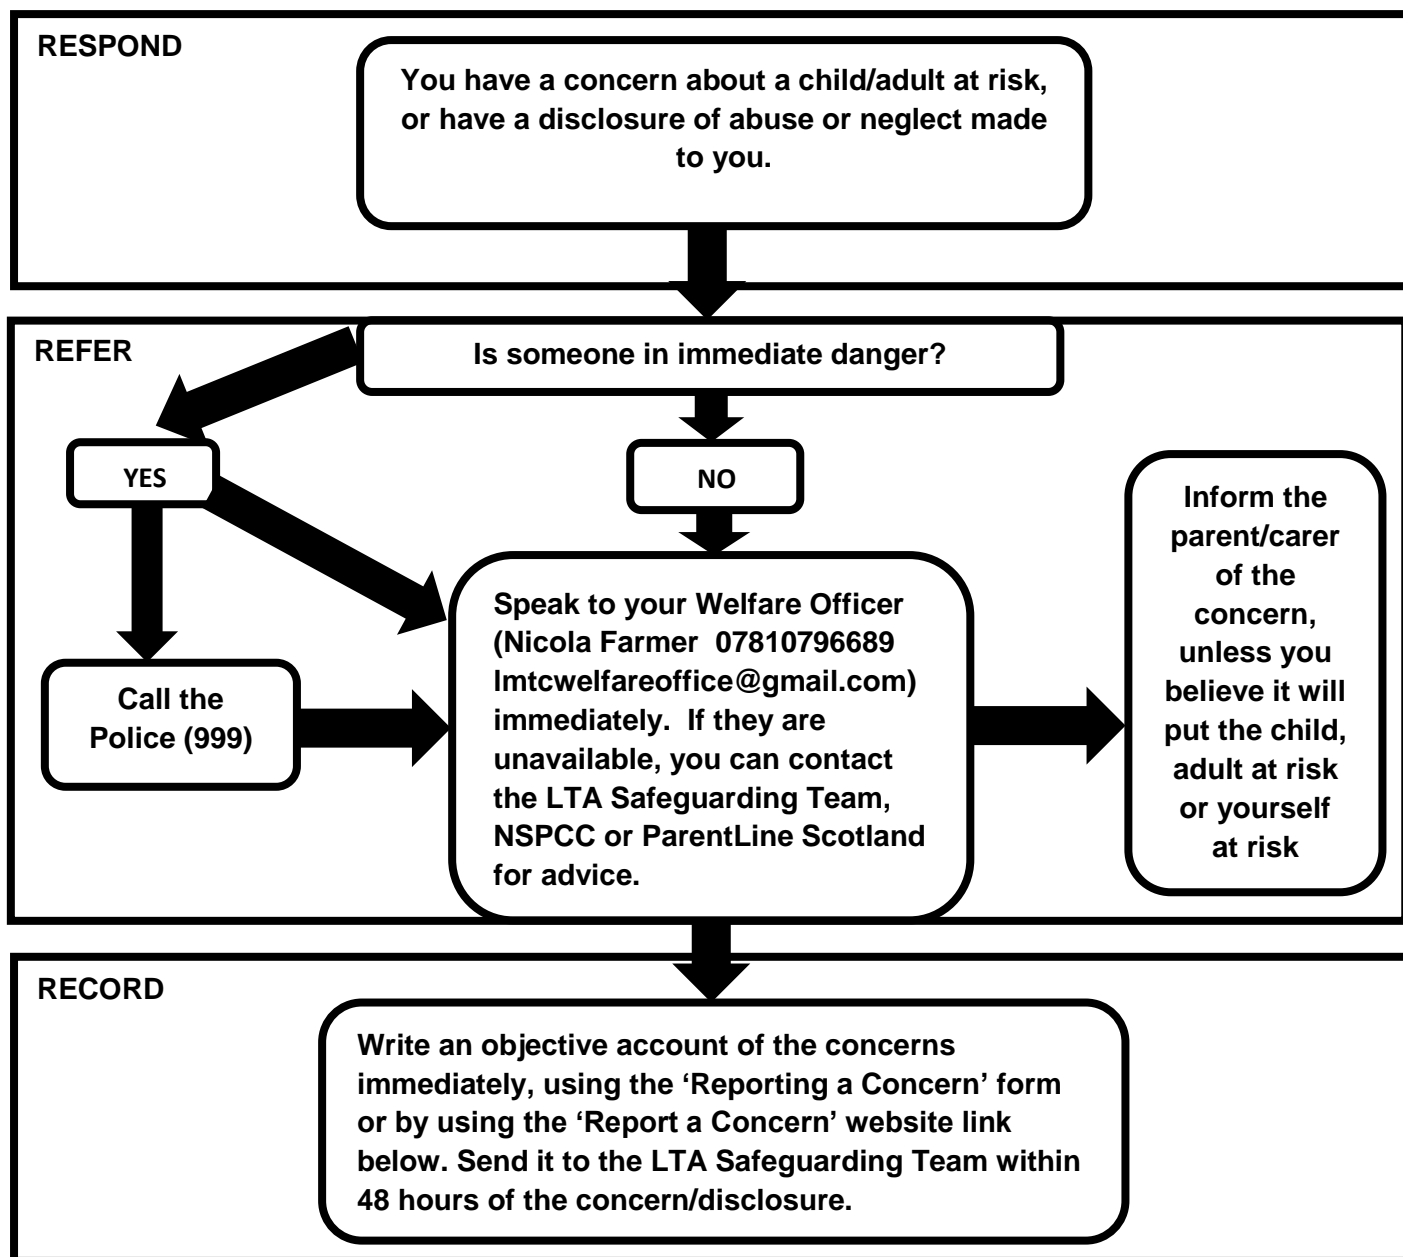 RESPOND
You have a concern about a child/adult at risk,
or have a disclosure of abuse or neglect made
to you.
REFER
Is someone in immediate danger?
YES
NO
Call the
Police (999)
Speak to your Welfare Officer
(Nicola Farmer  07810796689
lmtcwelfareoffice@gmail.com)
immediately.  If they are
unavailable, you can contact
the LTA Safeguarding Team,
NSPCC or ParentLine Scotland
for advice.
Inform the
parent/carer
of the
concern,
unless you
believe it will
put the child,
adult at risk
or yourself
at risk
RECORD
Write an objective account of the concerns
immediately, using the ‘Reporting a Concern’ form
or by using the ‘Report a Concern’ website link
below. Send it to the LTA Safeguarding Team within
48 hours of the concern/disclosure.